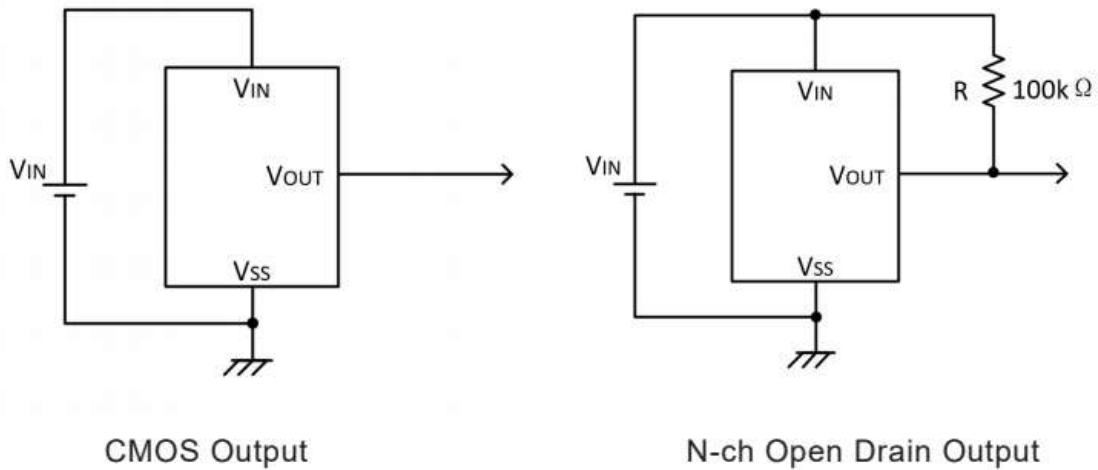 VIN
VIN
VOUT
VSS
CMOS Output
VIN
VIN
R 100k Ω
VOUT
VSS
N-ch Open Drain Output